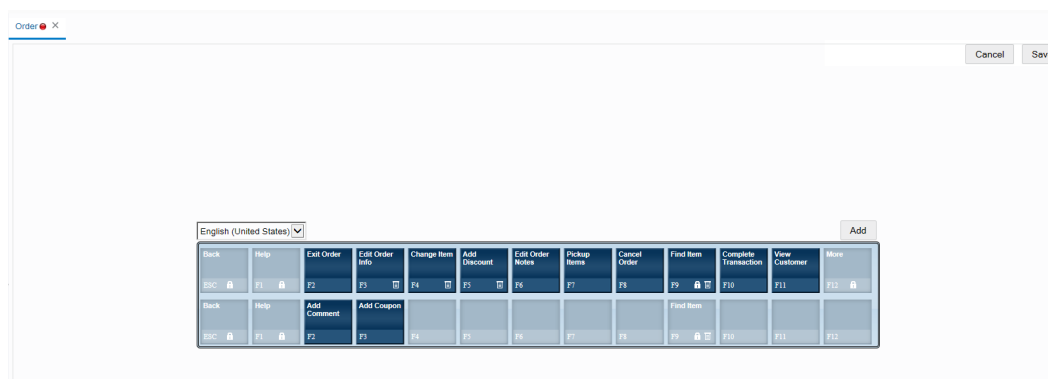 Order
Cancel
Sav
English (United States)
Add
Back
Help
Exit Order
Edit Order
Info
Change Item
Add
Discount
Edit Order
Notes
Pickup
Items
Cancel
Order
Find Item
Complete
Transaction
View
Customer
More
ESC
F1
F2
F3
F4
F5
F6
F7
F8
F9
F10
F11
F12
Back
Help
Add
Comment
Add Coupon
Find Item
ESC
F1
F2
F3
F4
F5
F6
F7
F8
F9
F10
F11
F12